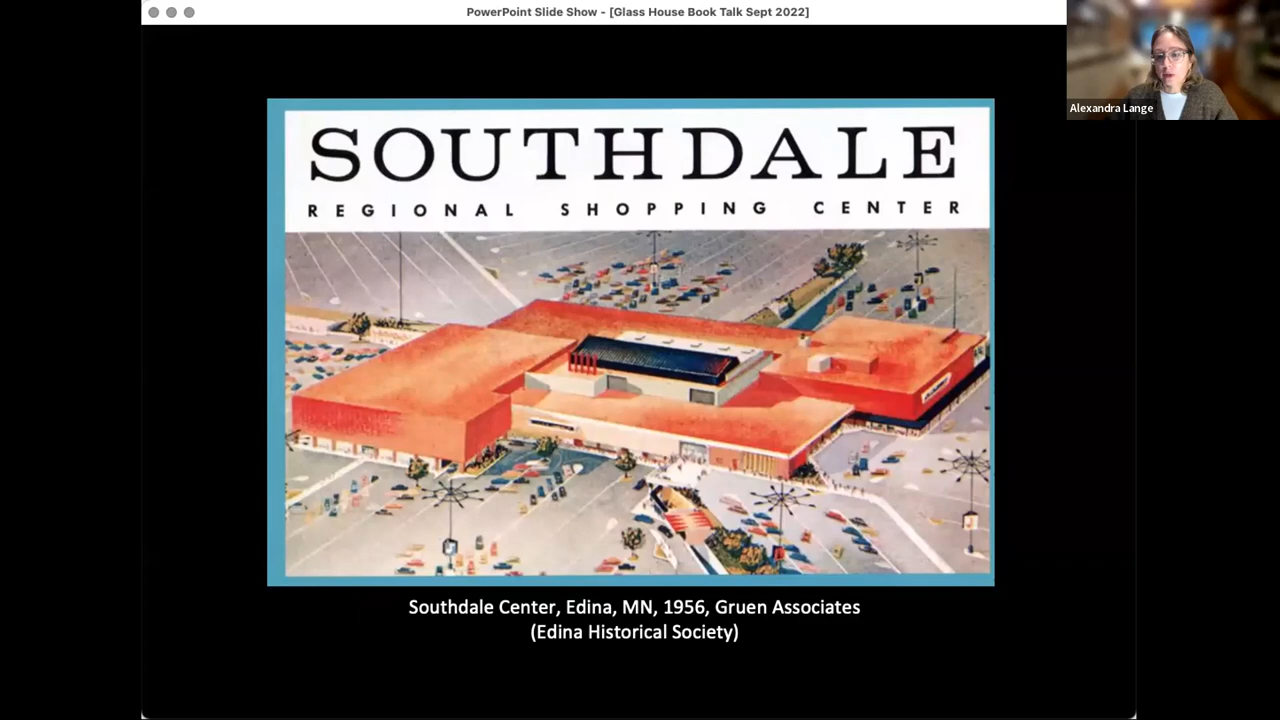 PowerPoint Slide Show - [Glass House Book Talk Sept 2022]
Alexandra Lange
SOUTHDALE
REGIONAL SHOPPING CENTER
Southdale Center, Edina, MN, 1956, Gruen Associates
(Edina Historical Society)